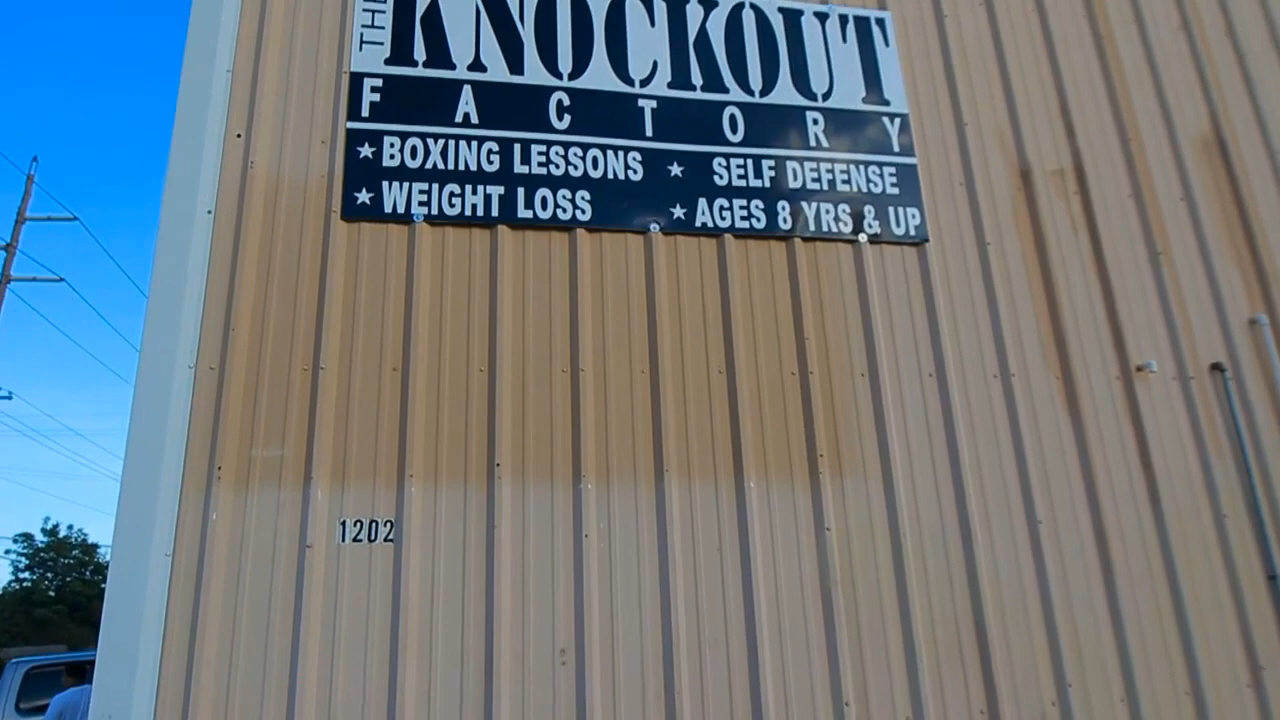 THE KNOCKOUT
FACTORY
★ BOXING LESSONS ★ SELF DEFENSE
★ WEIGHT LOSS ★ AGES 8 YRS & UP
1202